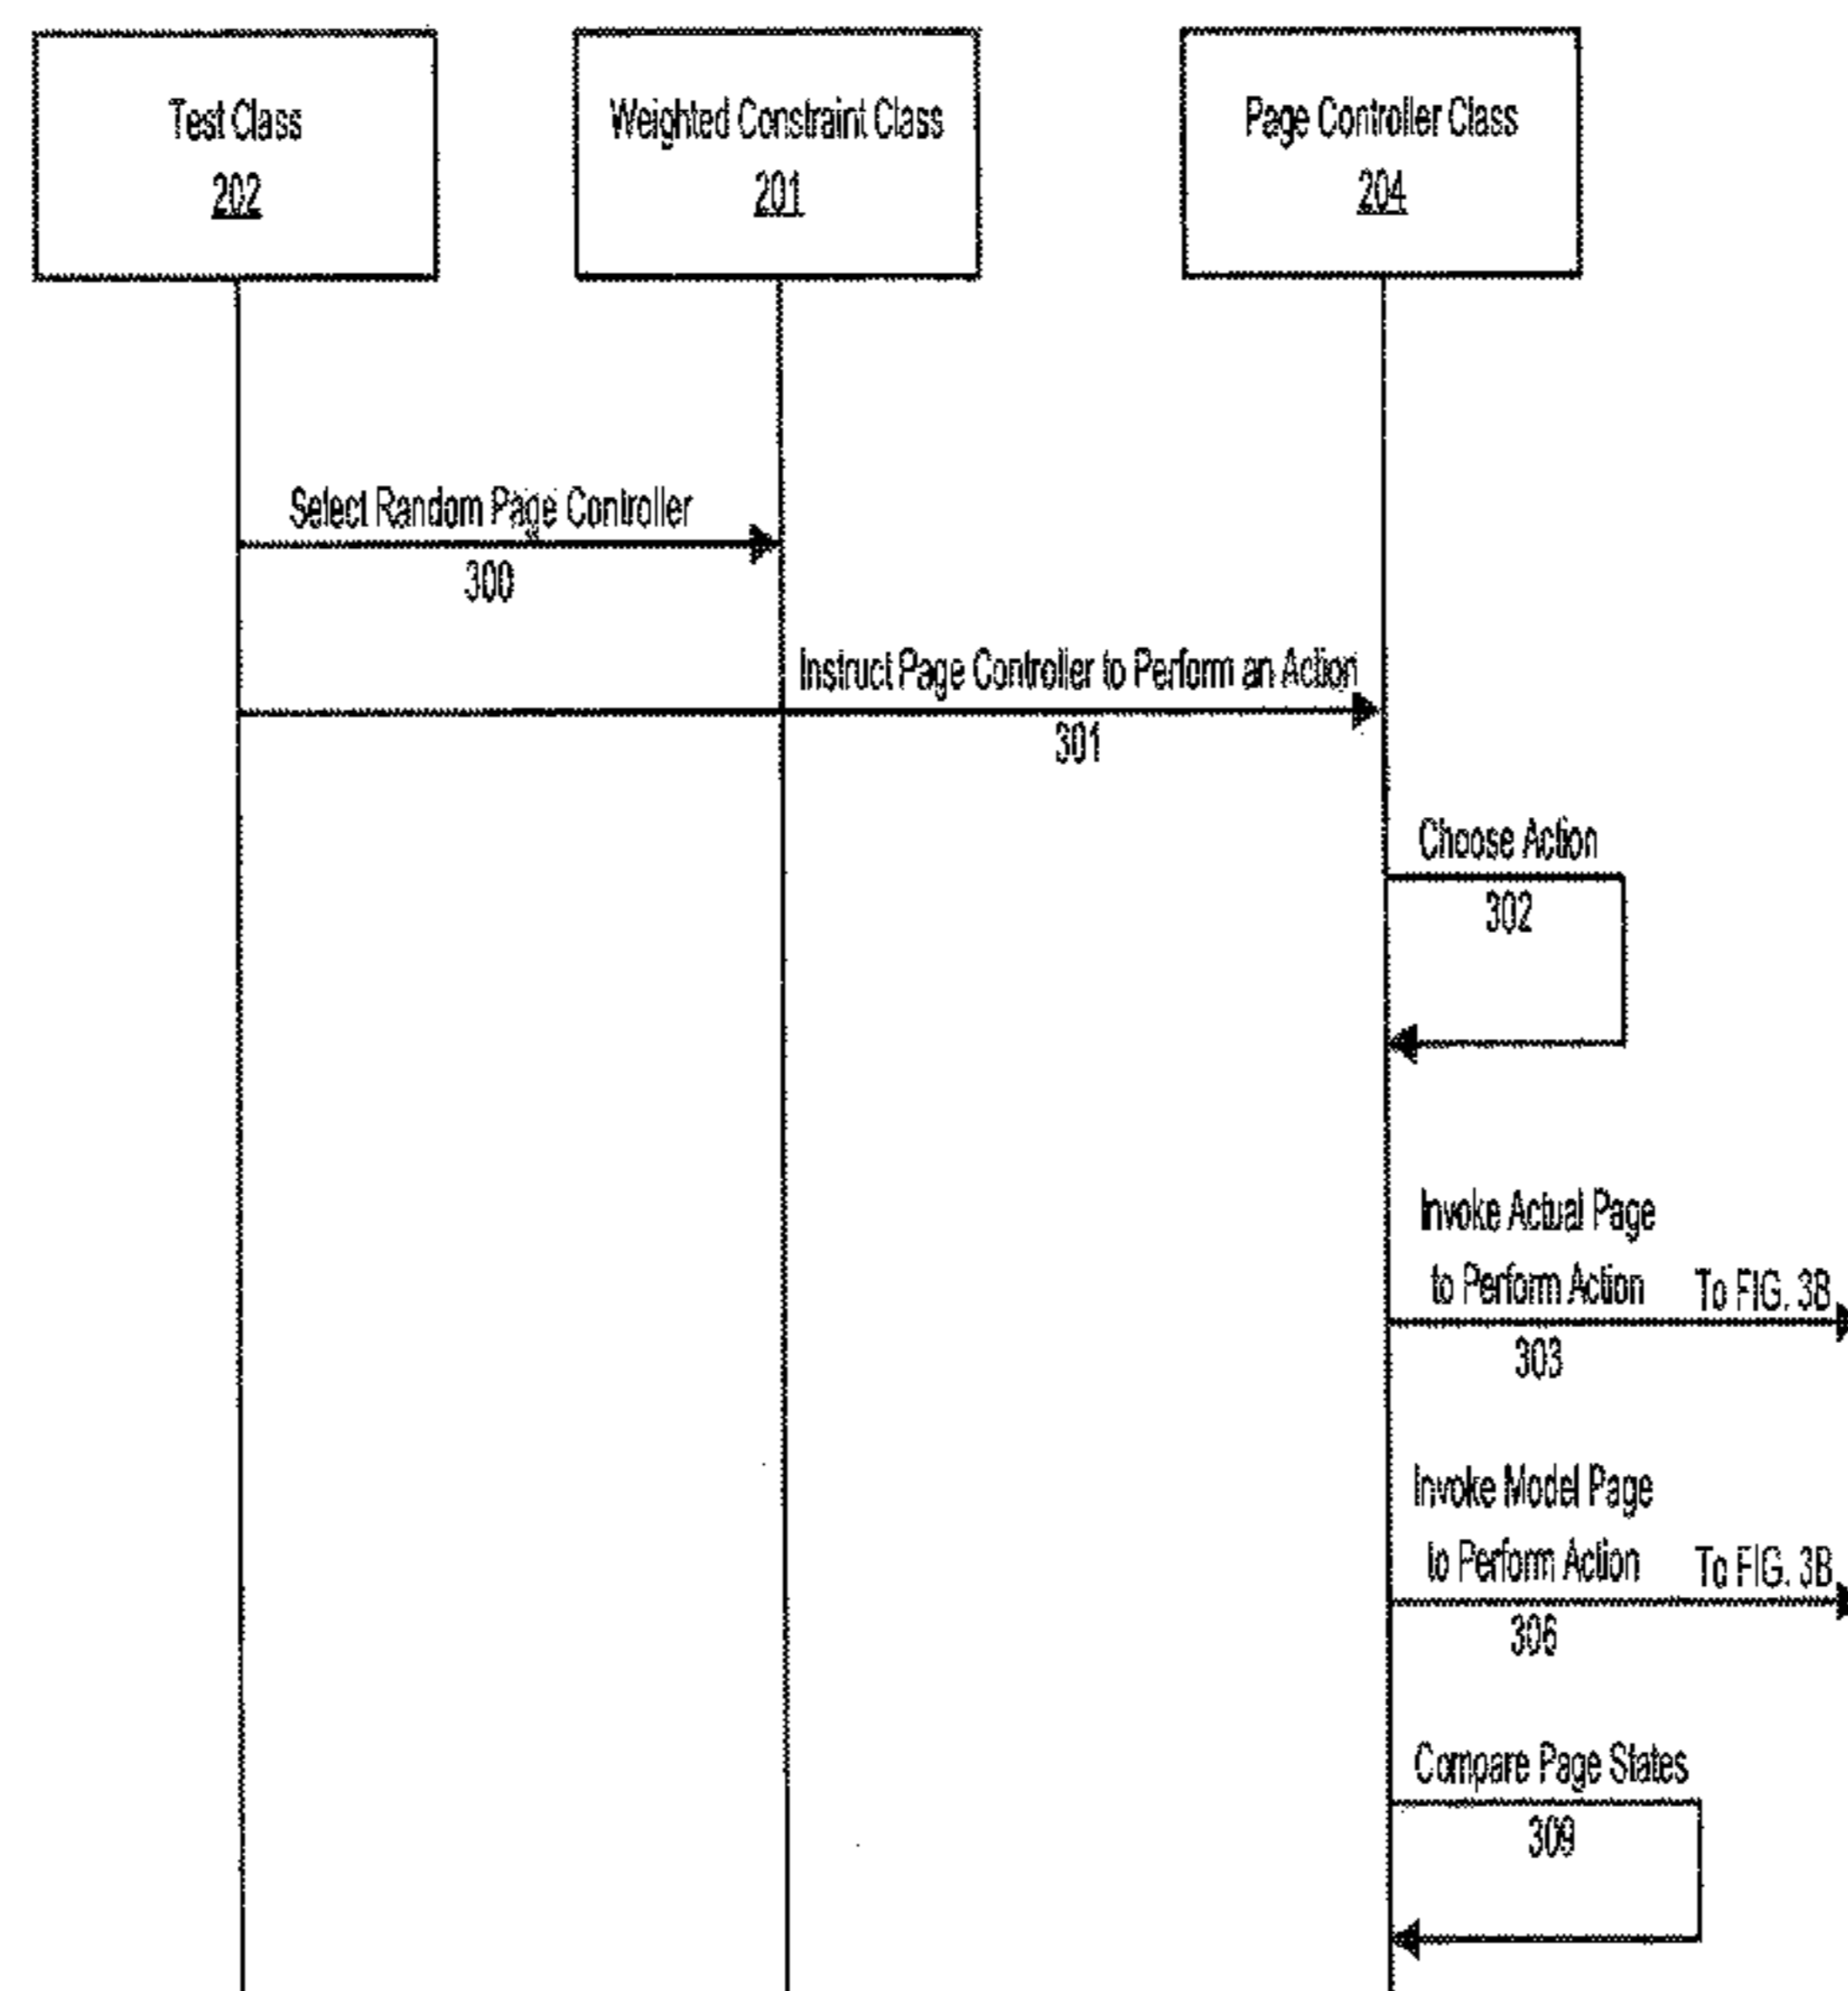 Test Class
202
Weighted Constraint Class
201
Page Controller Class
204
Select Random Page Controller
300
Instruct Page Controller to Perform an Action
301
Choose Action
302
Invoke Actual Page
to Perform Action
To FIG. 3B
303
Invoke Model Page
to Perform Action
To FIG. 3B
306
Compare Page States
309